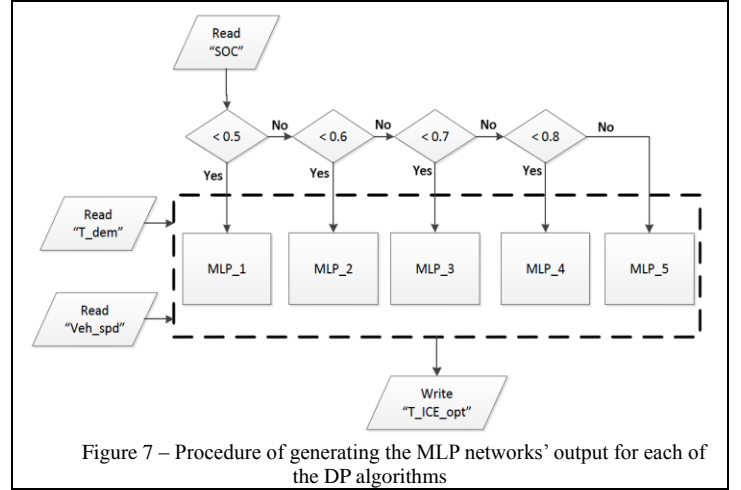 Read
“SOC”
No
No
No
No
< 0.5
< 0.6
< 0.7
< 0.8
Yes
Yes
Yes
Yes
Read
“T_dem”
MLP_1
MLP_2
MLP_3
MLP_4
MLP_5
Read
“Veh_spd”
Write
“T_ICE_opt”
Figure 7 – Procedure of generating the MLP networks’ output for each of
the DP algorithms